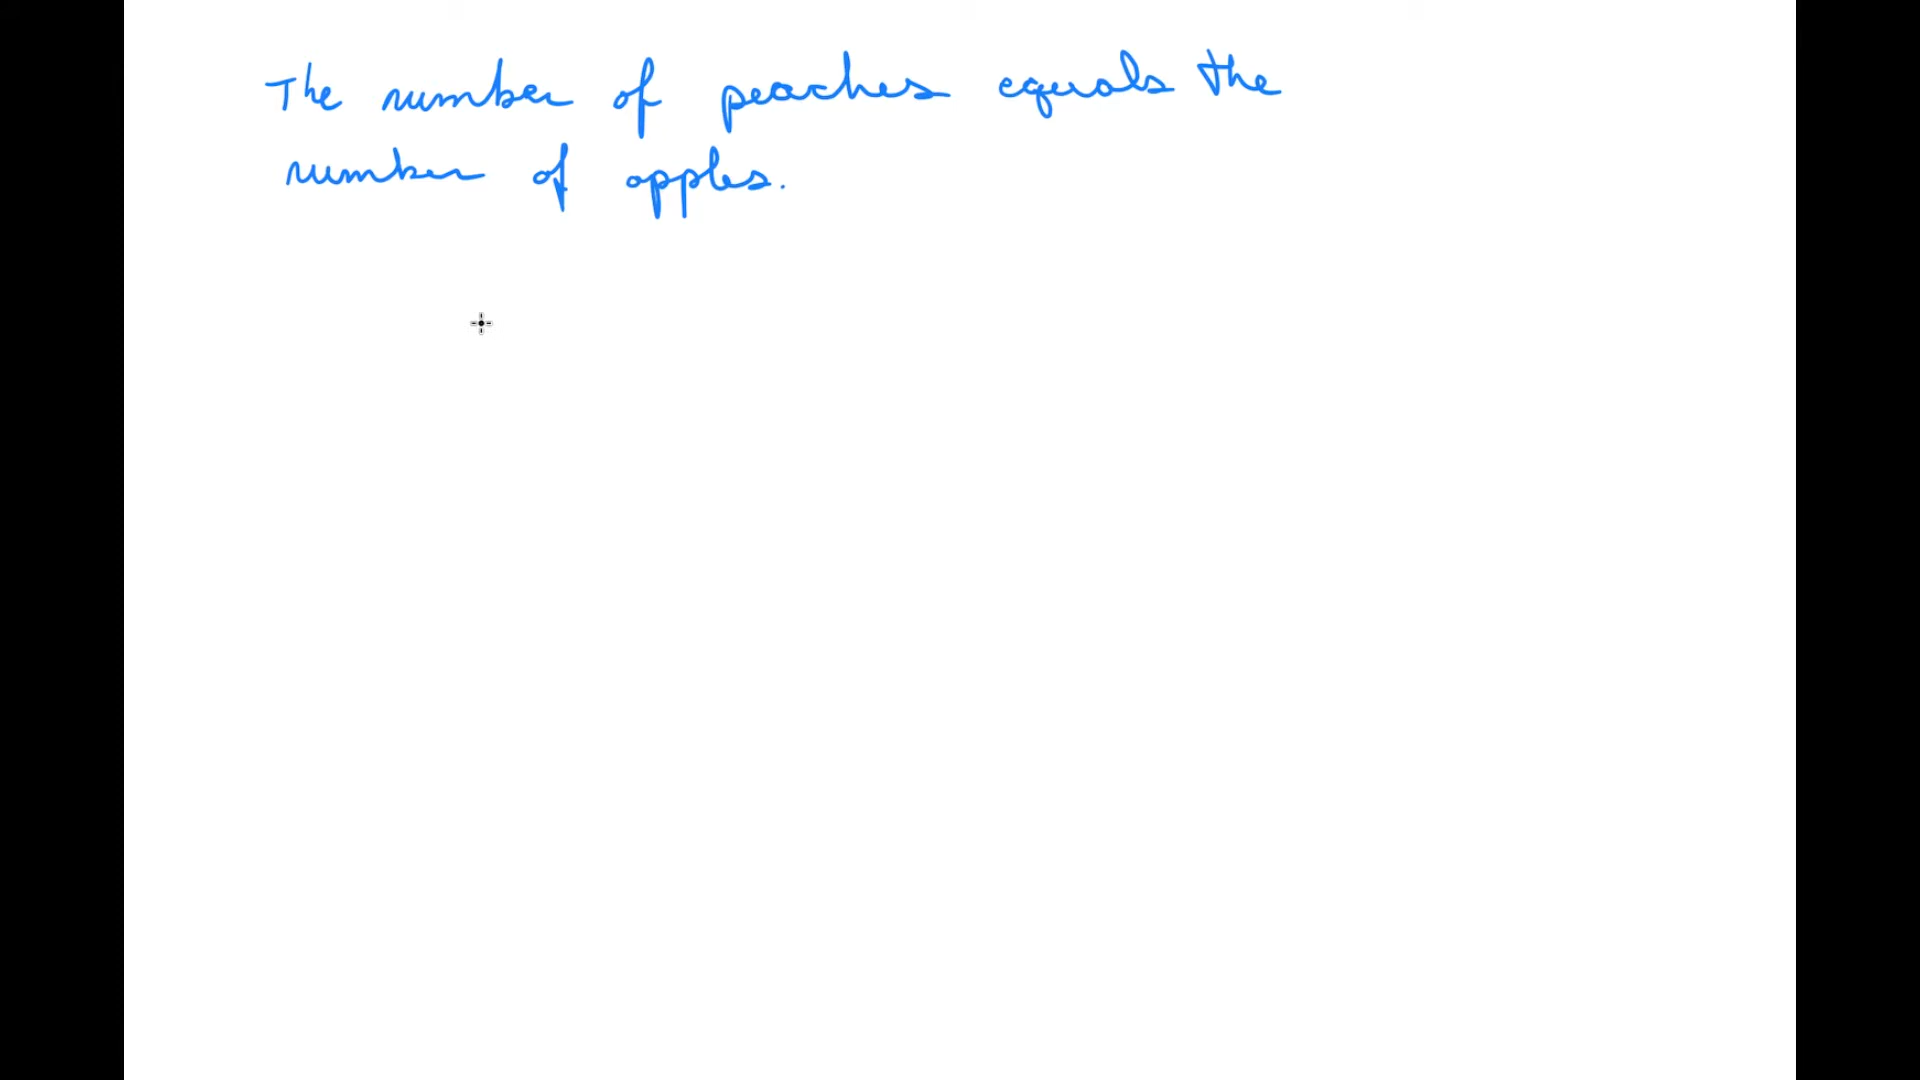 The number of peaches equals the
number of apples.